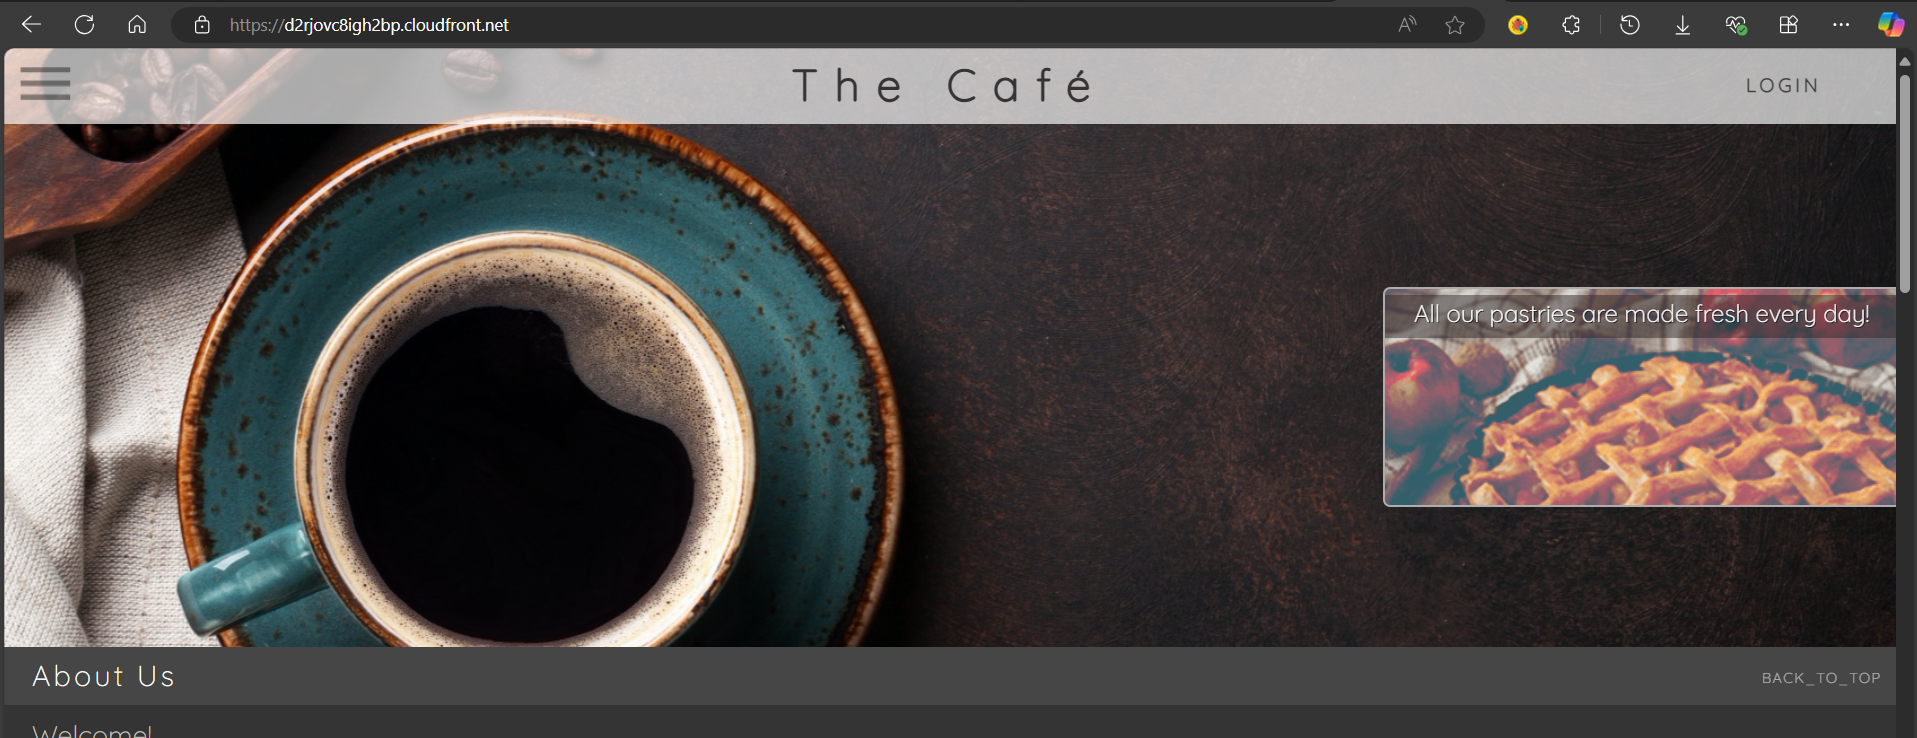 https://d2rjovc8igh2bp.cloudfront.net
The Café
LOGIN
All our pastries are made fresh every day!
About Us
BACK_TO_TOP
Welcome!